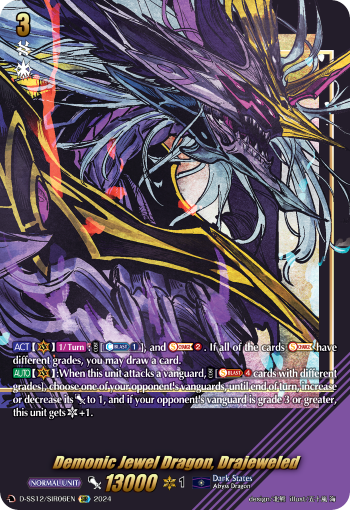 3
ACT【 】1/Turn [ BLAST 1 ], and CHARGE 2 . If all of the cards CHARGE have
different grades, you may draw a card.
AUTO【 】:When this unit attacks a vanguard, [ BLAST 4 cards with different
grades], choose one of your opponent's vanguards, until end of turn, increase
or decrease its to 1, and if your opponent's vanguard is grade 3 or greater,
this unit gets +1.
Demonic Jewel Dragon, Drajeweled
NORMAL UNIT 13000 1 Dark States
Abyss Dragon
D-SS12/SIR06EN 2024